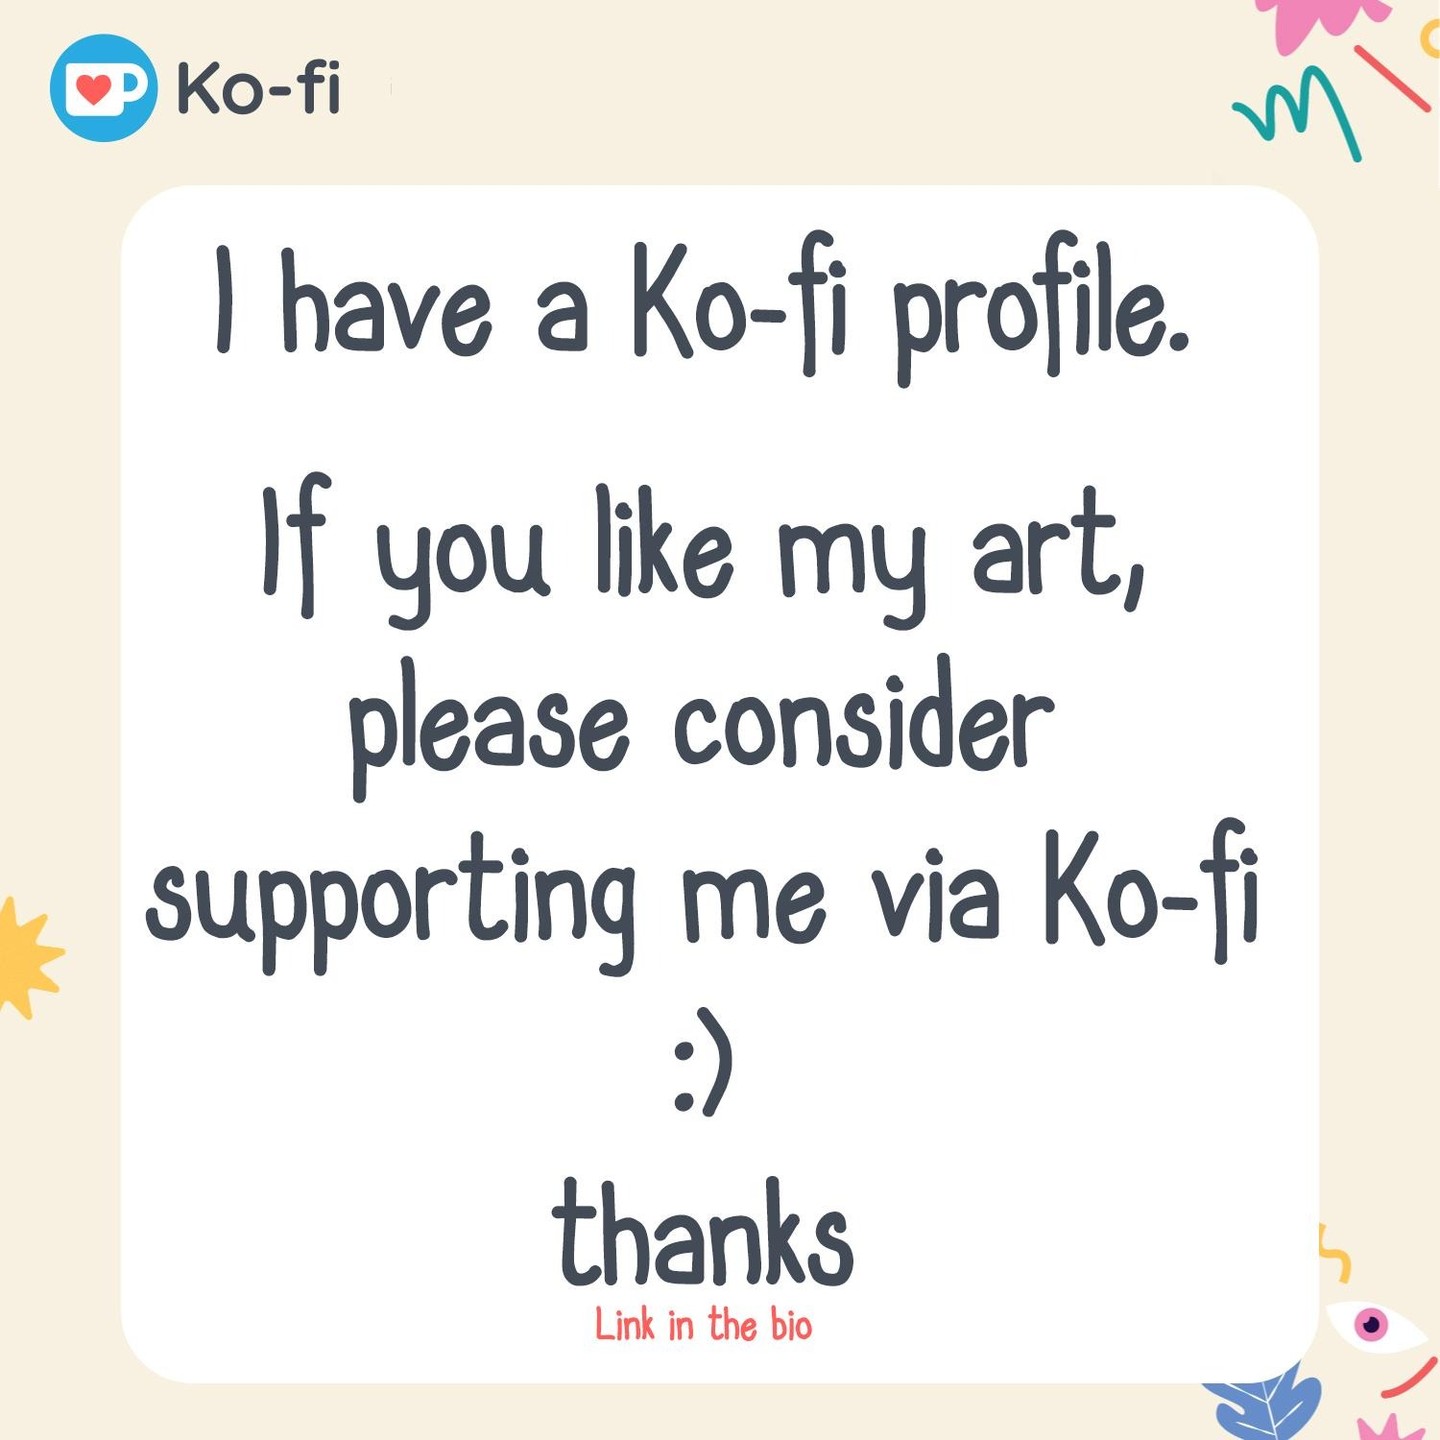 Ko-fi
I have a Ko-fi profile.
If you like my art,
please consider
supporting me via Ko-fi
:)
thanks
Link in the bio